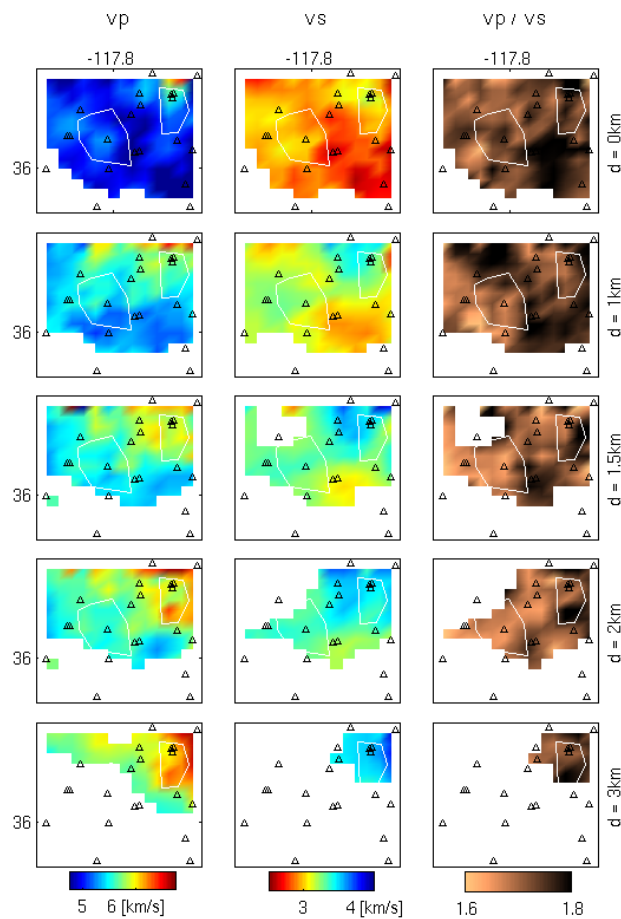 vp vs vp / vs
-117.8 -117.8 -117.8
36 d = 0km
36 d = 1km
36 d = 1.5km
36 d = 2km
36 d = 3km
5 6 [km/s] 3 4 [km/s] 1.6 1.8